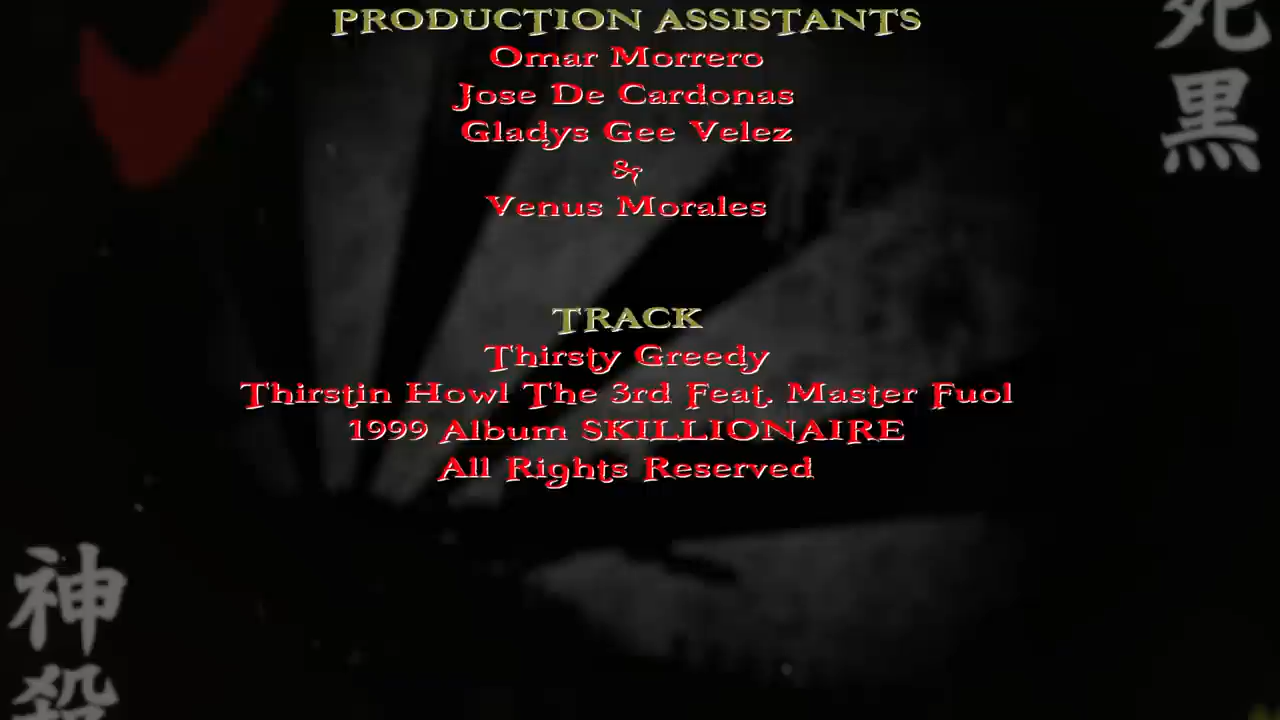 PRODUCTION ASSISTANTS
Omar Morrero
Jose De Cardonas
Gladys Gee Velez
&
Venus Morales
TRACK
Thirsty Greedy
Thirstin Howl The 3rd Feat. Master Fuol
1999 Album SKILLIONAIRE
All Rights Reserved
死
黒
神
殺